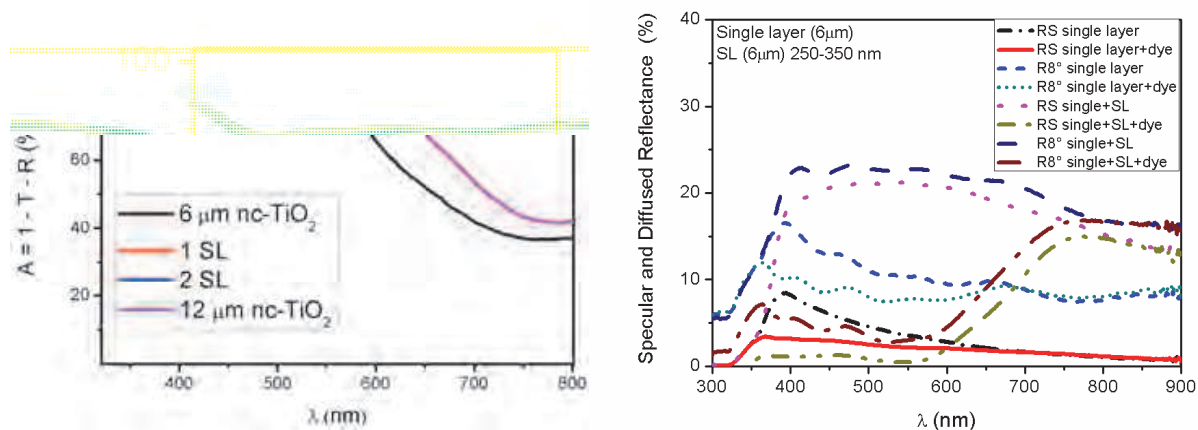 A = 1 - T - R (%
60
40
20
6 µm nc-TiO₂
1 SL
2 SL
12 µm nc-TiO₂
400
500
600
700
800
λ (nm)
Specular and Diffused Reflectance (%)
40
30
20
10
0
Single layer (6µm)
SL (6µm) 250-350 nm
RS single layer
RS single layer+dye
R8° single layer
R8° single layer+dye
RS single+SL
RS single+SL+dye
R8° single+SL
R8° single+SL+dye
300
400
500
600
700
800
900
λ (nm)